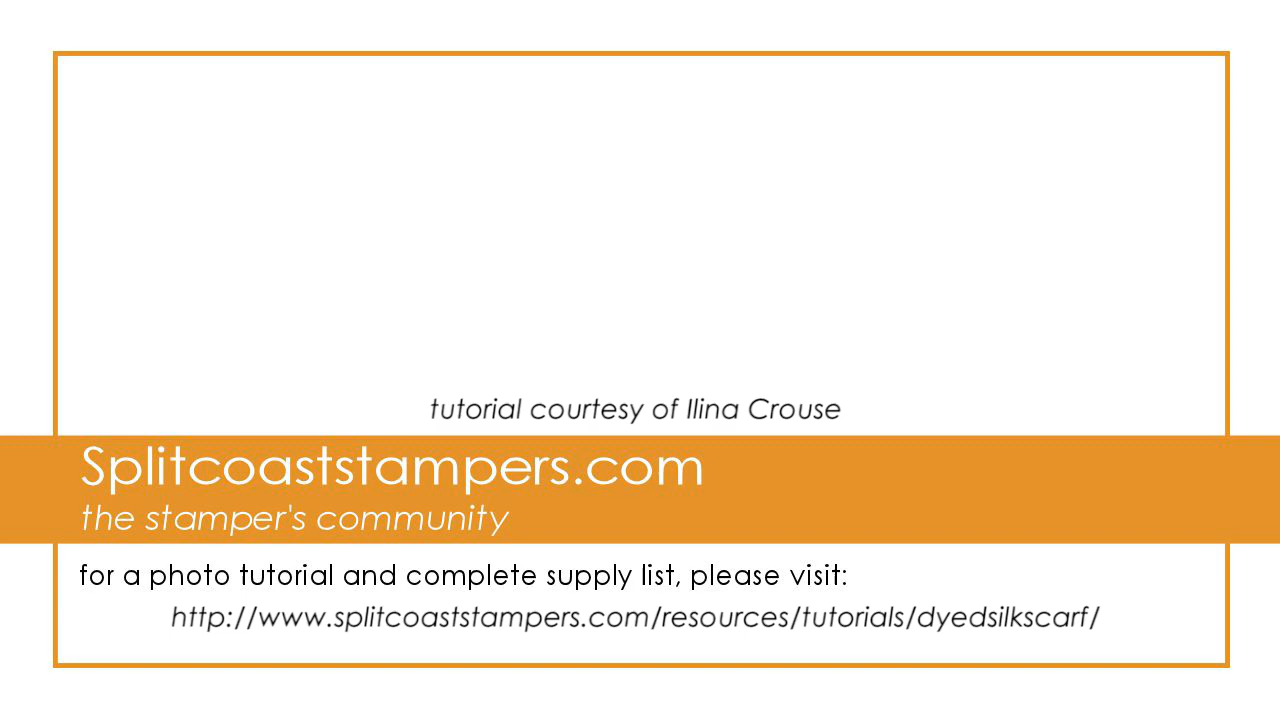 tutorial courtesy of Ilina Crouse
Splitcoaststampers.com
the stamper's community
for a photo tutorial and complete supply list, please visit:
http://www.splitcoaststampers.com/resources/tutorials/dyedsilkscarf/